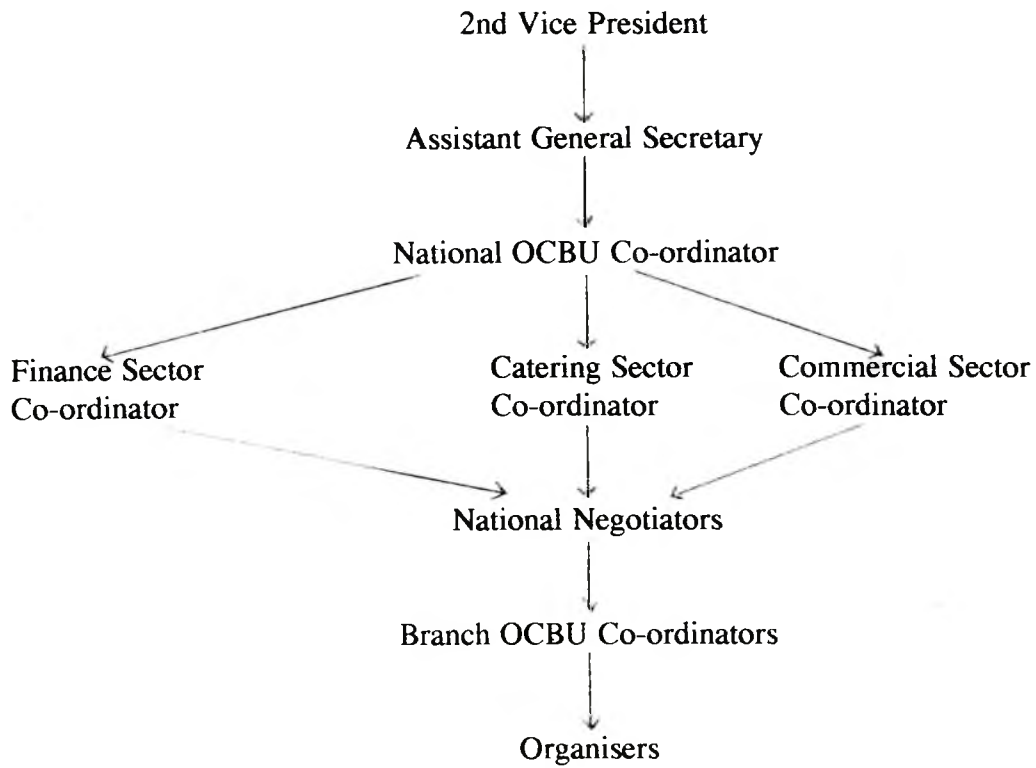 2nd Vice President
Assistant General Secretary
National OCBU Co-ordinator
Finance Sector
Co-ordinator
Catering Sector
Co-ordinator
Commercial Sector
Co-ordinator
National Negotiators
Branch OCBU Co-ordinators
Organisers